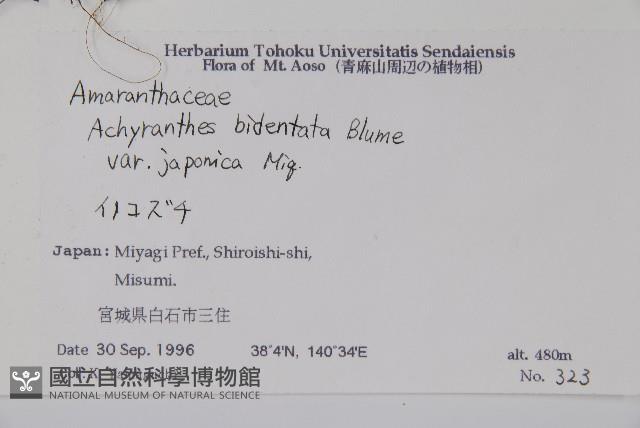 Herbarium Tohoku Universitatis Sendaiensis
Flora of Mt. Aoso (青麻山周辺の植物相)
Amaranthaceae
Achyranthes bidentata Blume
var. japonica Miq.
イノコズチ
Japan: Miyagi Pref., Shiroishi-shi,
Misumi.
宮城県白石市三住
Date 30 Sep. 1996 38°4'N, 140°34'E alt. 480m
No. 323
國立自然科學博物館
NATIONAL MUSEUM OF NATURAL SCIENCE